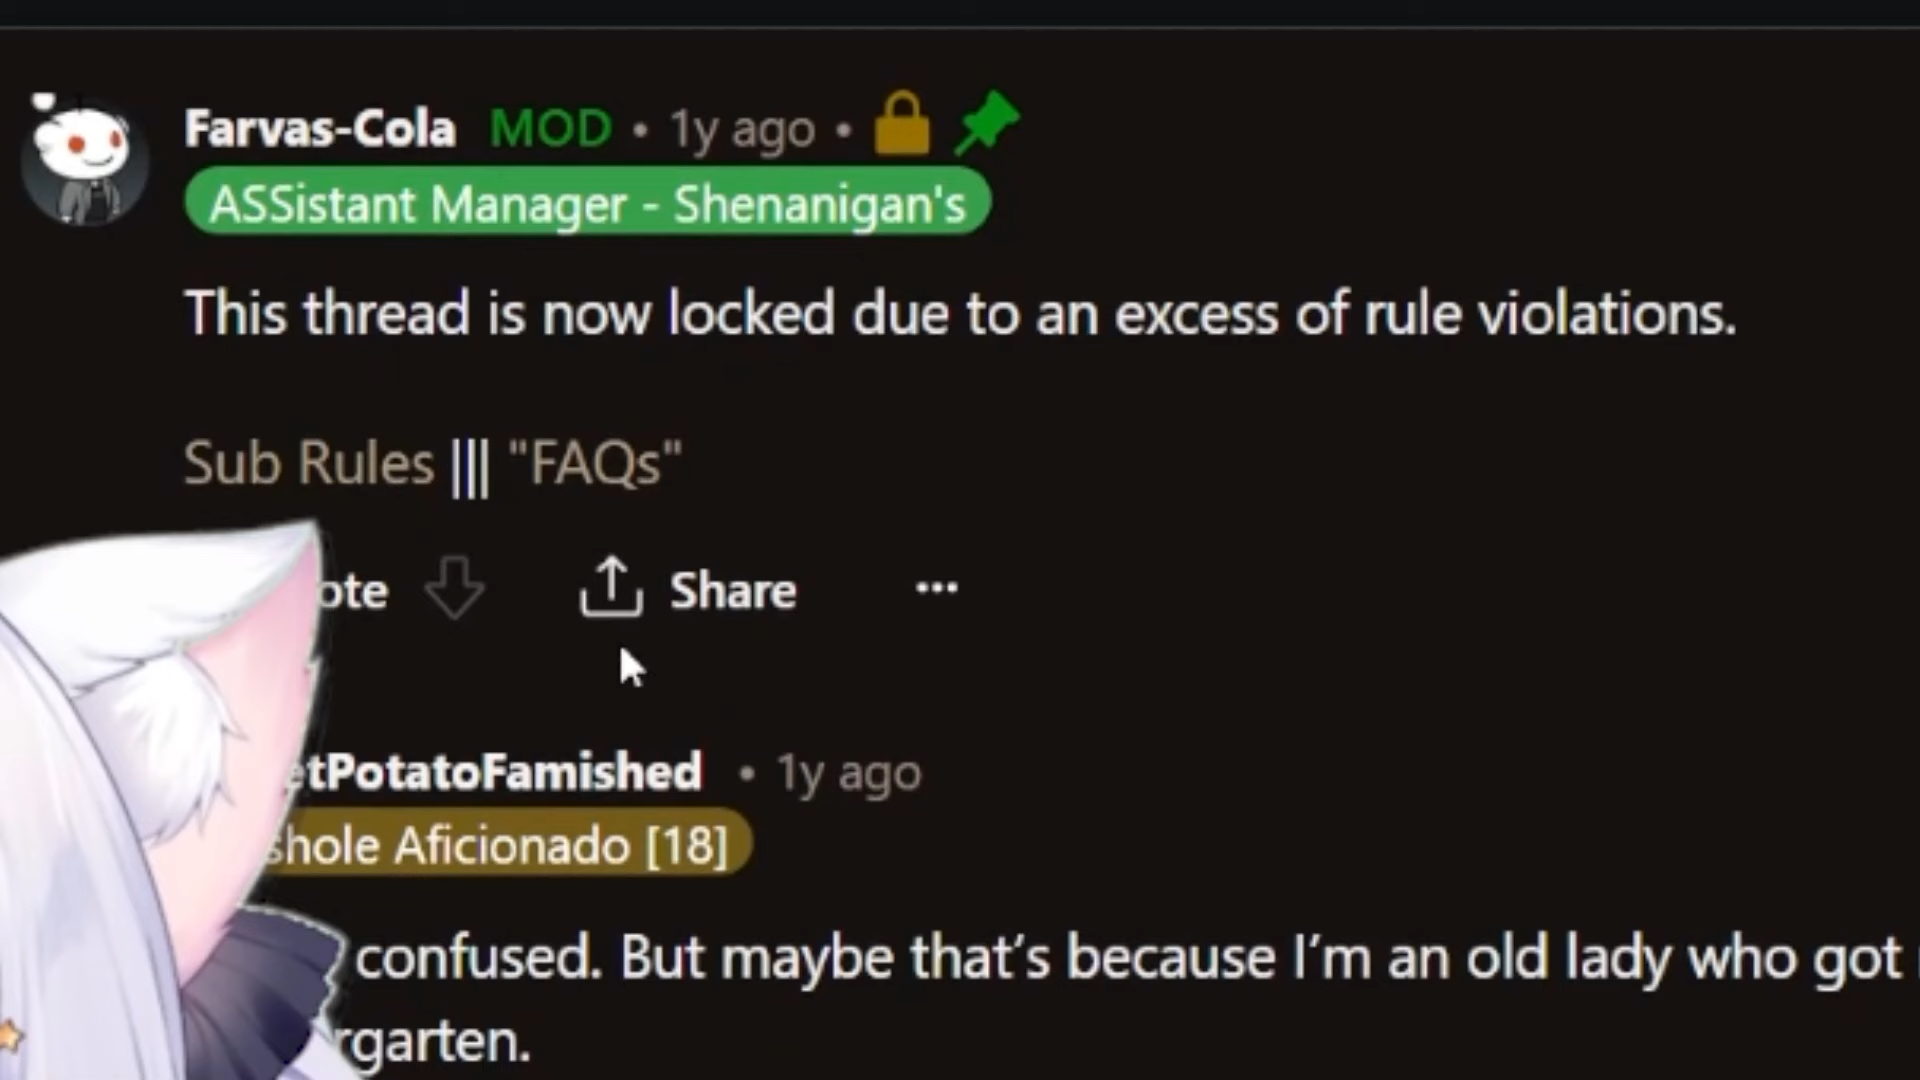 Farvas-Cola MOD • 1y ago •
ASSistant Manager - Shenanigan's
This thread is now locked due to an excess of rule violations.
Sub Rules ||| "FAQs"
ote Share ...
etPotatoFamished • 1y ago
shole Aficionado [18]
confused. But maybe that’s because I’m an old lady who got
rgarten.